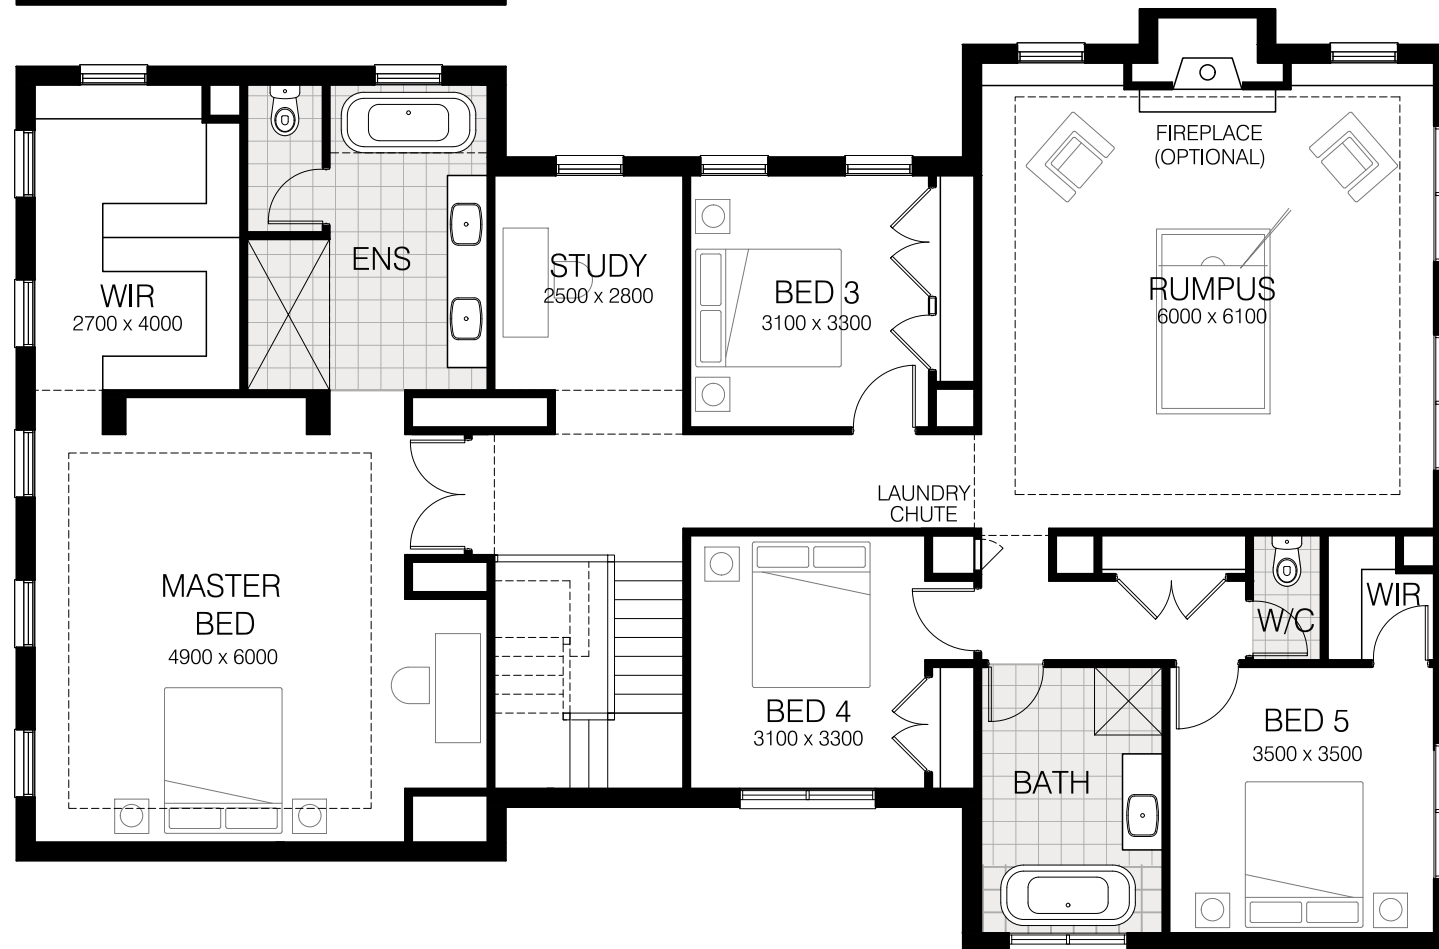 FIREPLACE
(OPTIONAL)
ENS
STUDY
2500 x 2800
WIR
2700 x 4000
BED 3
3100 x 3300
RUMPUS
6000 x 6100
LAUNDRY
CHUTE
MASTER
BED
4900 x 6000
WIR
W/C
BED 4
3100 x 3300
BED 5
3500 x 3500
BATH